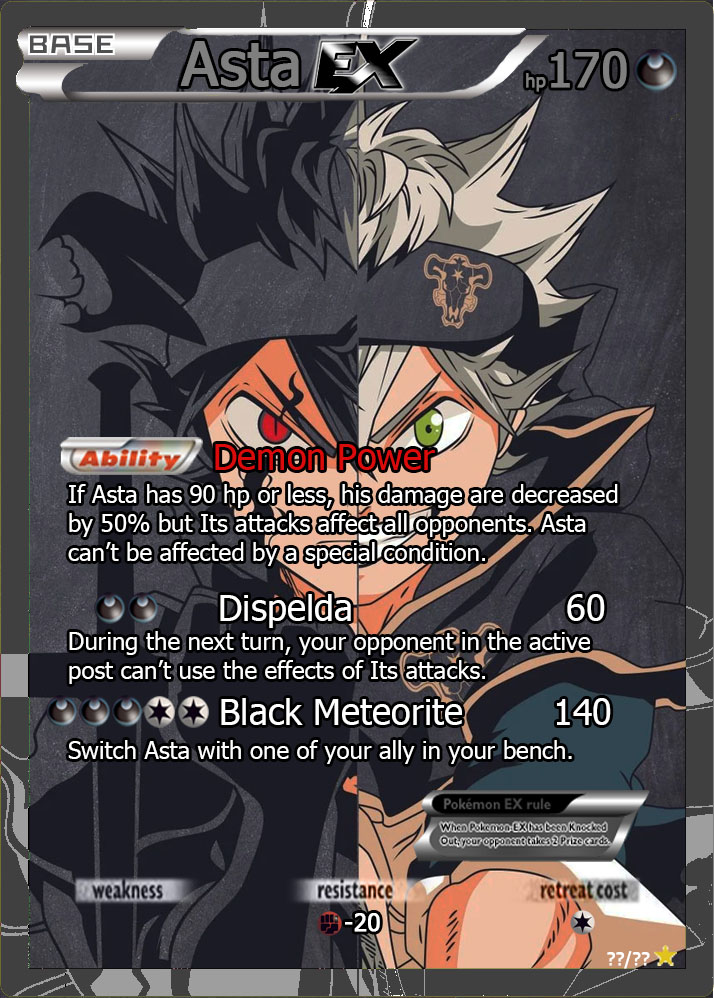 BASE Asta EX hp170
Ability Demon Power
If Asta has 90 hp or less, his damage are decreased
by 50% but Its attacks affect all opponents. Asta
can't be affected by a special condition.
Dispelda 60
During the next turn, your opponent in the active
post can't use the effects of Its attacks.
Black Meteorite 140
Switch Asta with one of your ally in your bench.
Pokémon EX rule
When Pokemon-EX has been Knocked
Out, your opponent takes 2 Prize cards.
weakness resistance retreat cost
-20
??/??